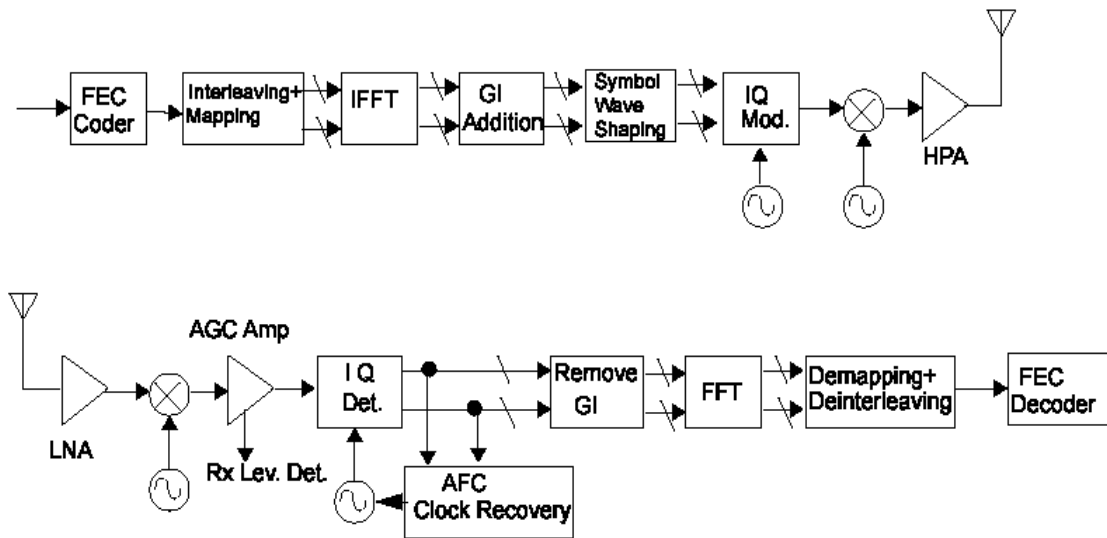 FEC
Coder
Interleaving+
Mapping
IFFT
GI
Addition
Symbol
Wave
Shaping
IQ
Mod.
HPA
LNA
AGC Amp
Rx Lev. Det.
I Q
Det.
AFC
Clock Recovery
Remove
GI
FFT
Demapping+
Deinterleaving
FEC
Decoder